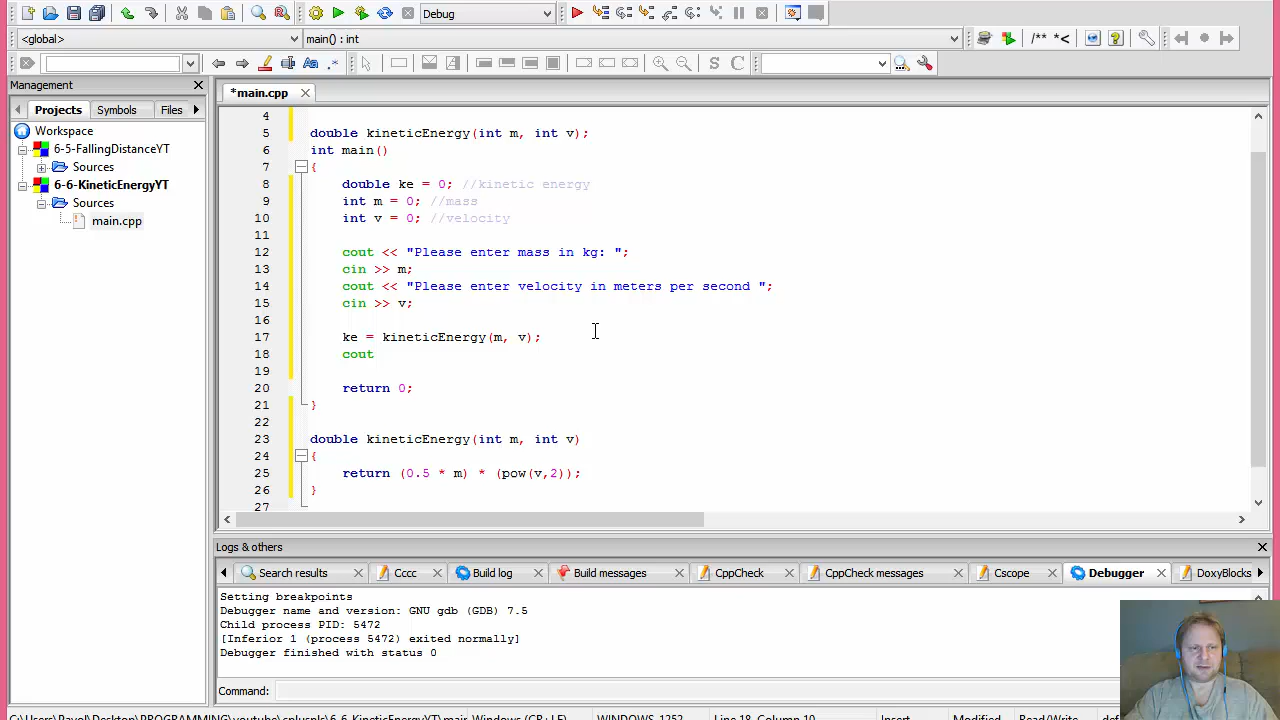 Debug
<global>
main() : int
/** *<
Aa .*
S C
Management
*main.cpp
Projects Symbols Files
Workspace
6-5-FallingDistanceYT
Sources
6-6-KineticEnergyYT
Sources
main.cpp
4
5 double kineticEnergy(int m, int v);
6 int main()
7 {
8 double ke = 0; //kinetic energy
9 int m = 0; //mass
10 int v = 0; //velocity
11
12 cout << "Please enter mass in kg: ";
13 cin >> m;
14 cout << "Please enter velocity in meters per second ";
15 cin >> v;
16
17 ke = kineticEnergy(m, v);
18 cout
19
20 return 0;
21 }
22
23 double kineticEnergy(int m, int v)
24 {
25 return (0.5 * m) * (pow(v,2));
26 }
27
Logs & others
Search results Cccc Build log Build messages CppCheck CppCheck messages Cscope Debugger DoxyBlocks
Setting breakpoints
Debugger name and version: GNU gdb (GDB) 7.5
Child process PID: 5472
[Inferior 1 (process 5472) exited normally]
Debugger finished with status 0
Command:
C:\Users\Pavol\Desktop\PROGRAMMING\youtube\cplusplus\6-6-KineticEnergyYT\main Windows (CR+LF) WINDOWS-1252 Line 18, Column 10 Insert Modified Read/Write